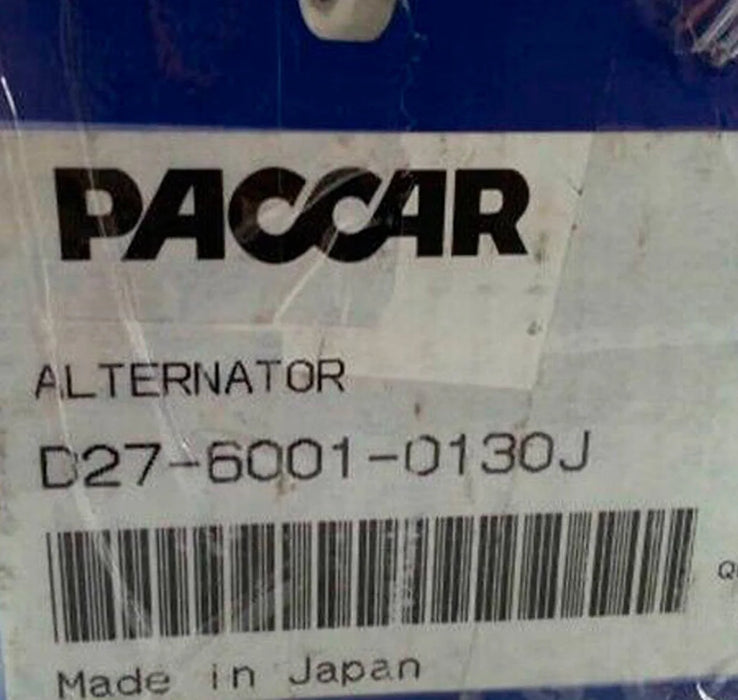 PACCAR
ALTERNATOR
D27-6001-0130J
Made in Japan